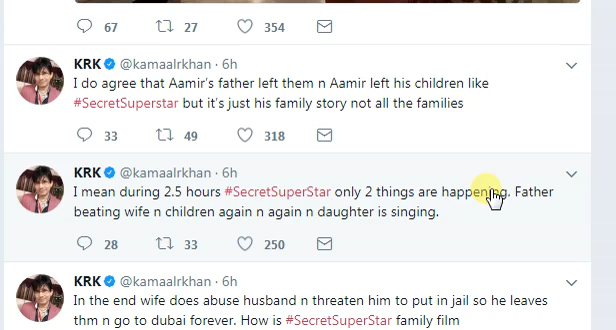 67 27 354
KRK @kamaalrkhan · 6h
I do agree that Aamir's father left them n Aamir left his children like
#SecretSuperstar but it's just his family story not all the families
33 49 318
KRK @kamaalrkhan · 6h
I mean during 2.5 hours #SecretSuperStar only 2 things are happening. Father
beating wife n children again n again n daughter is singing.
28 33 250
KRK @kamaalrkhan · 6h
In the end wife does abuse husband n threaten him to put in jail so he leaves
thm n go to dubai forever. How is #SecretSuperStar family film